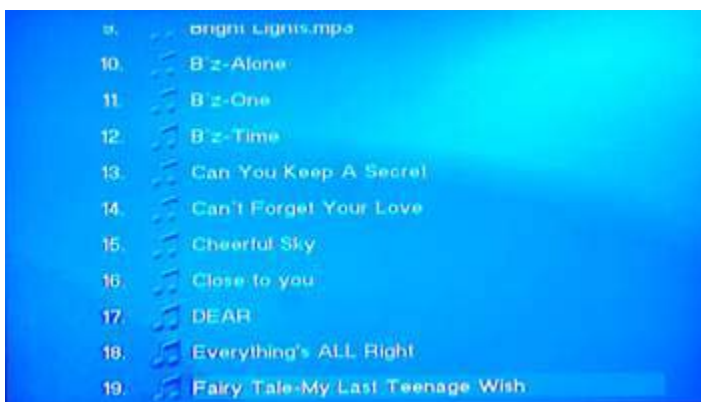 9. Bright Lights.mp3
10. B'z-Alone
11. B'z-One
12. B'z-Time
13. Can You Keep A Secret
14. Can't Forget Your Love
15. Cheerful Sky
16. Close to you
17. DEAR
18. Everything's ALL Right
19. Fairy Tale-My Last Teenage Wish